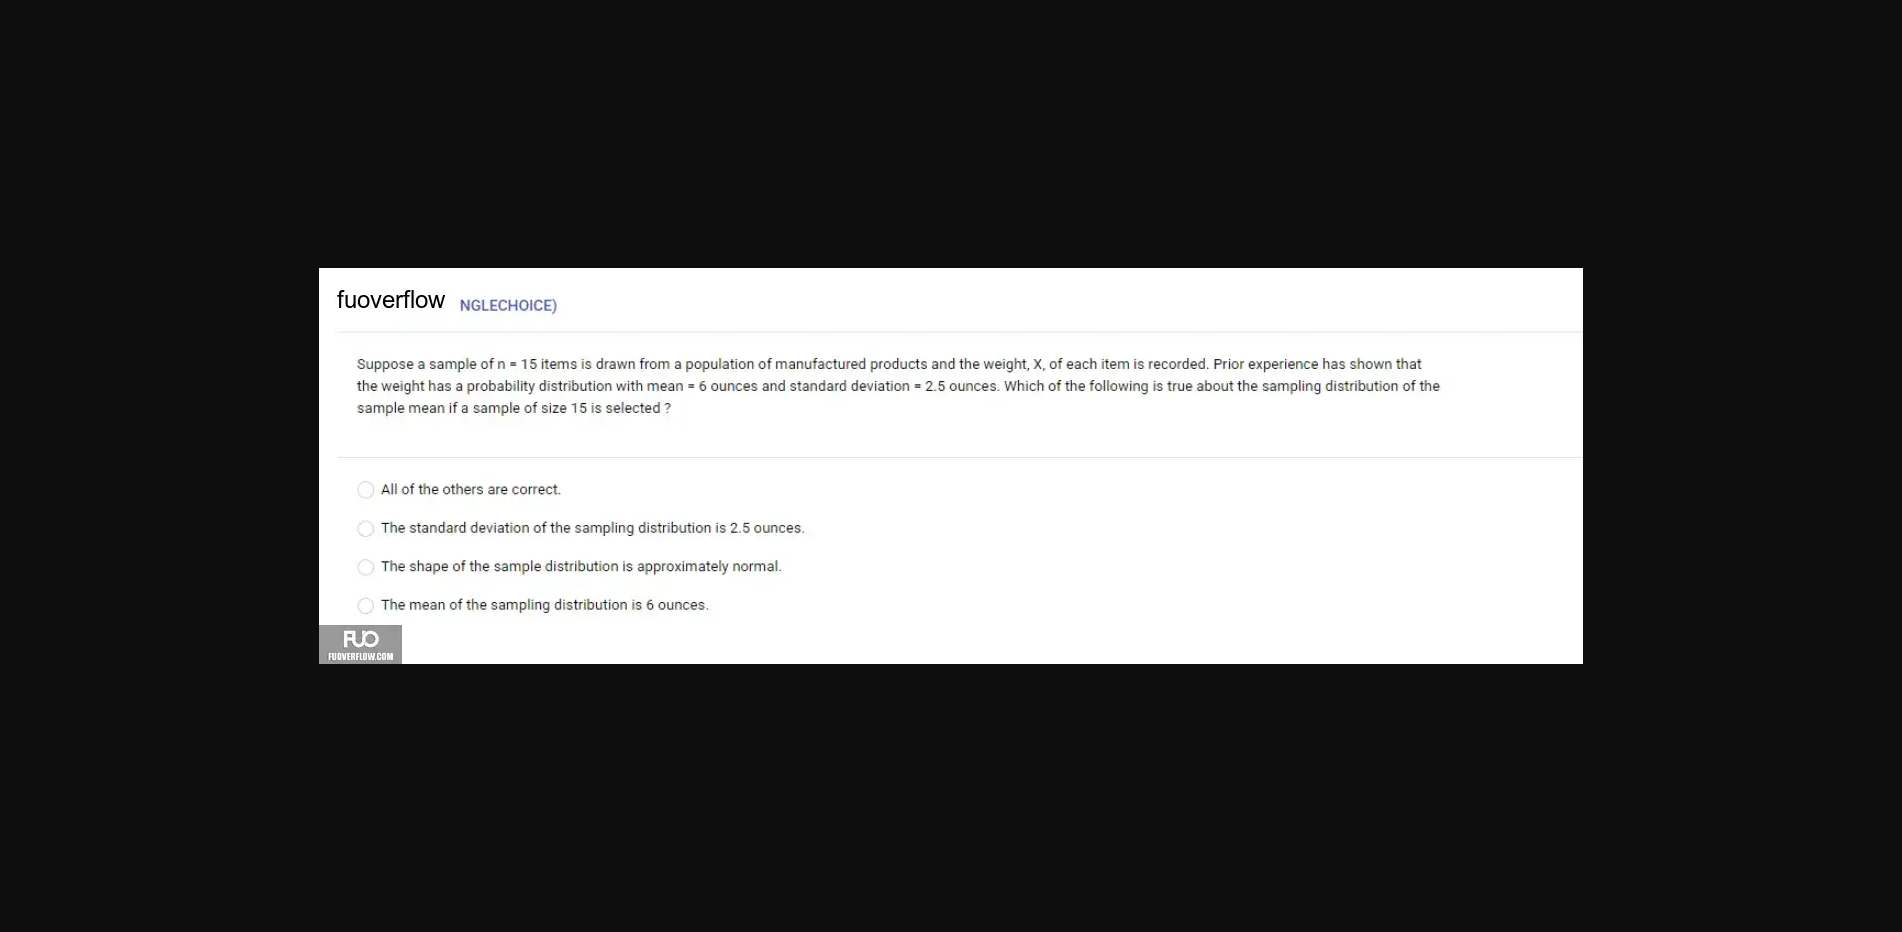 fuoverflow NGLECHOICE)
Suppose a sample of n = 15 items is drawn from a population of manufactured products and the weight, X, of each item is recorded. Prior experience has shown that
the weight has a probability distribution with mean = 6 ounces and standard deviation = 2.5 ounces. Which of the following is true about the sampling distribution of the
sample mean if a sample of size 15 is selected ?
All of the others are correct.
The standard deviation of the sampling distribution is 2.5 ounces.
The shape of the sample distribution is approximately normal.
The mean of the sampling distribution is 6 ounces.
FUO
FUOVERFLOW.COM